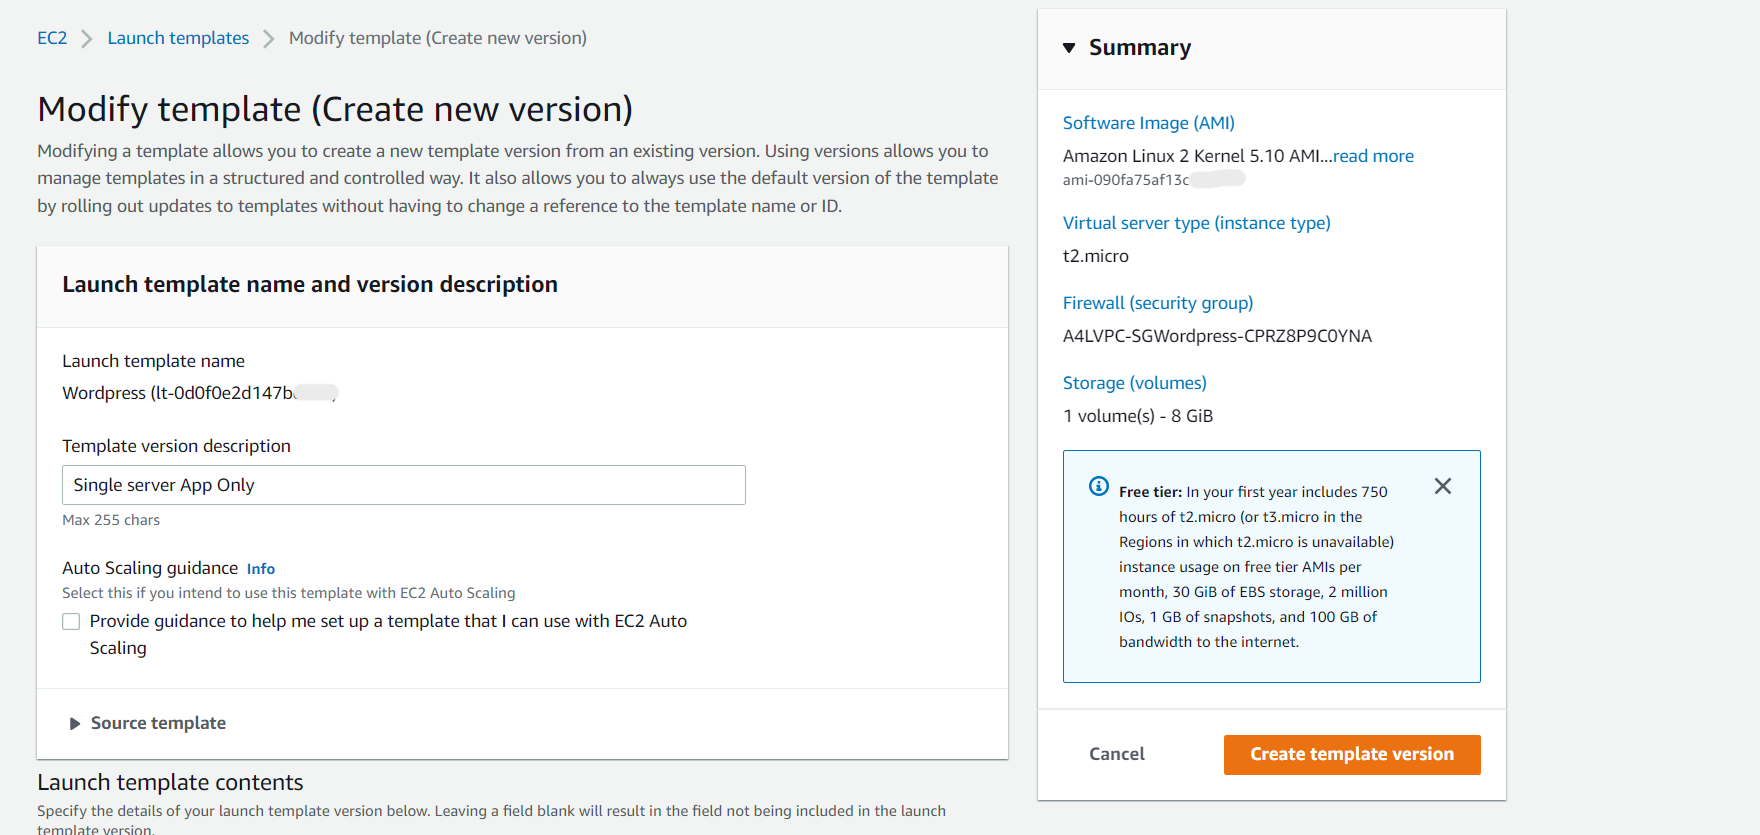 EC2 > Launch templates > Modify template (Create new version)
Modify template (Create new version)
Modifying a template allows you to create a new template version from an existing version. Using versions allows you to
manage templates in a structured and controlled way. It also allows you to always use the default version of the template
by rolling out updates to templates without having to change a reference to the template name or ID.
Launch template name and version description
Launch template name
Wordpress (lt-0d0f0e2d147b
Template version description
Single server App Only
Max 255 chars
Auto Scaling guidance Info
Select this if you intend to use this template with EC2 Auto Scaling
Provide guidance to help me set up a template that I can use with EC2 Auto
Scaling
Source template
Launch template contents
Specify the details of your launch template version below. Leaving a field blank will result in the field not being included in the launch
template version.
Summary
Software Image (AMI)
Amazon Linux 2 Kernel 5.10 AMI...read more
ami-090fa75af13c
Virtual server type (instance type)
t2.micro
Firewall (security group)
A4LVPC-SGWordpress-CPRZ8P9C0YNA
Storage (volumes)
1 volume(s) - 8 GiB
Free tier: In your first year includes 750
hours of t2.micro (or t3.micro in the
Regions in which t2.micro is unavailable)
instance usage on free tier AMIs per
month, 30 GiB of EBS storage, 2 million
IOs, 1 GB of snapshots, and 100 GB of
bandwidth to the internet.
Cancel
Create template version